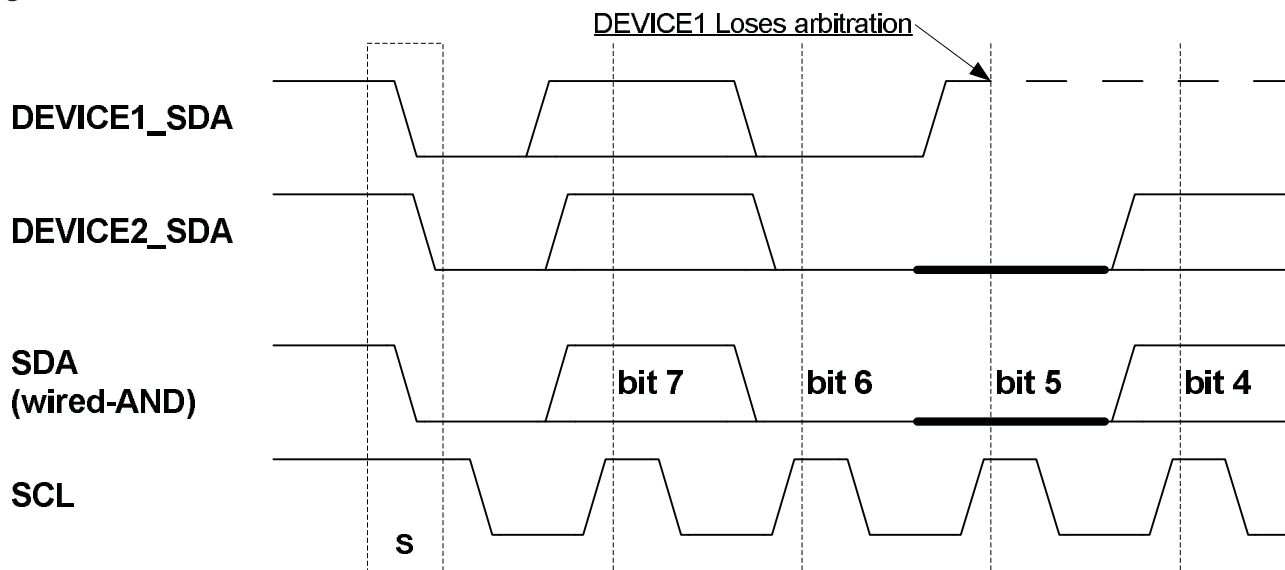 DEVICE1 Loses arbitration
DEVICE1_SDA
DEVICE2_SDA
SDA
(wired-AND)
bit 7 bit 6 bit 5 bit 4
SCL
S